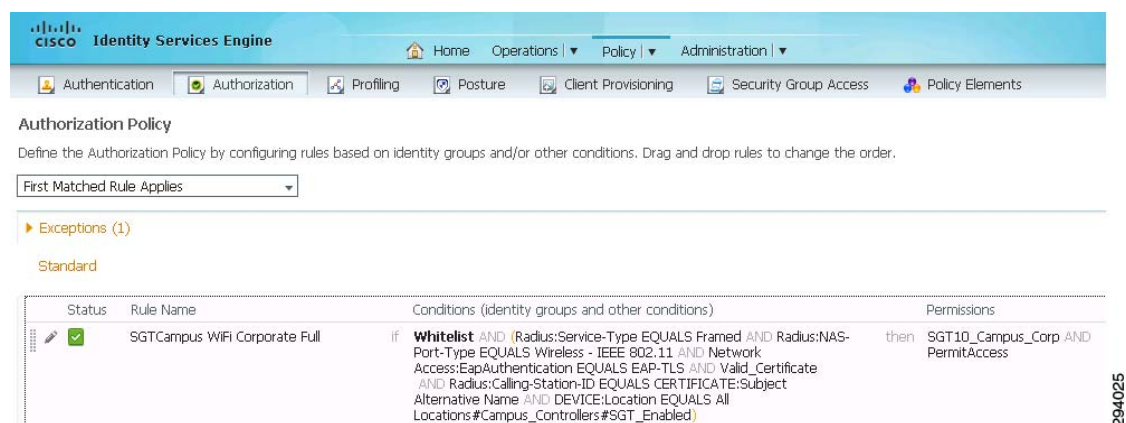 CISCO Identity Services Engine
Home Operations | ▼ Policy | ▼ Administration | ▼
Authentication Authorization Profiling Posture Client Provisioning Security Group Access Policy Elements
Authorization Policy
Define the Authorization Policy by configuring rules based on identity groups and/or other conditions. Drag and drop rules to change the order.
First Matched Rule Applies
Exceptions (1)
Standard
Status Rule Name Conditions (identity groups and other conditions) Permissions
SGTCampus WiFi Corporate Full if Whitelist AND (Radius:Service-Type EQUALS Framed AND Radius:NAS- then SGT10_Campus_Corp AND
Port-Type EQUALS Wireless - IEEE 802.11 AND Network PermitAccess
Access:EapAuthentication EQUALS EAP-TLS AND Valid_Certificate
AND Radius:Calling-Station-ID EQUALS CERTIFICATE:Subject
Alternative Name AND DEVICE:Location EQUALS All
Locations#Campus_Controllers#SGT_Enabled)
294025